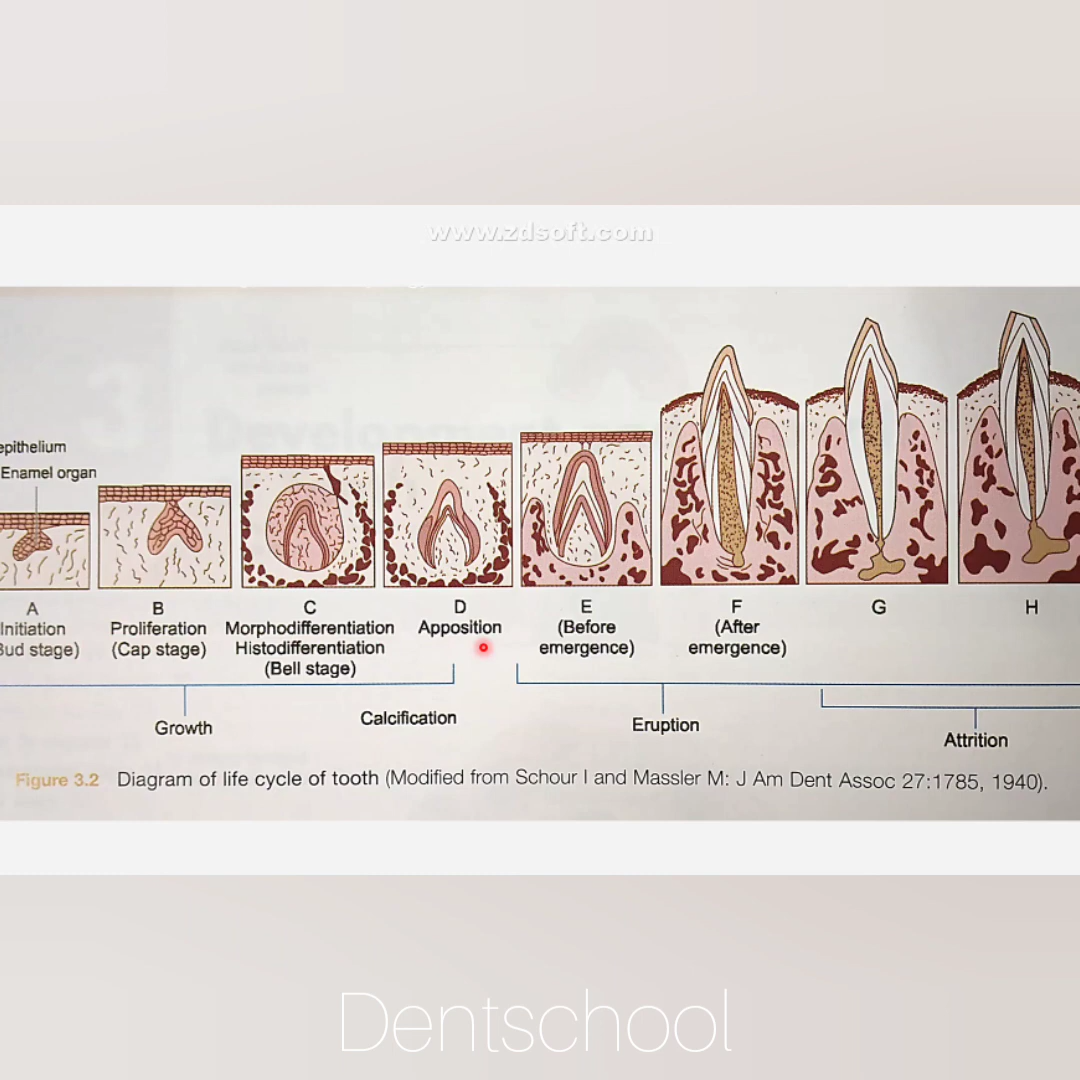 www.zdsoft.com
epithelium
Enamel organ
A
Initiation
Bud stage)
B
Proliferation
(Cap stage)
C
Morphodifferentiation
Histodifferentiation
(Bell stage)
D
Apposition
E
(Before
emergence)
F
(After
emergence)
G
H
Growth
Calcification
Eruption
Attrition
Figure 3.2 Diagram of life cycle of tooth (Modified from Schour I and Massler M: J Am Dent Assoc 27:1785, 1940).
Dentschool